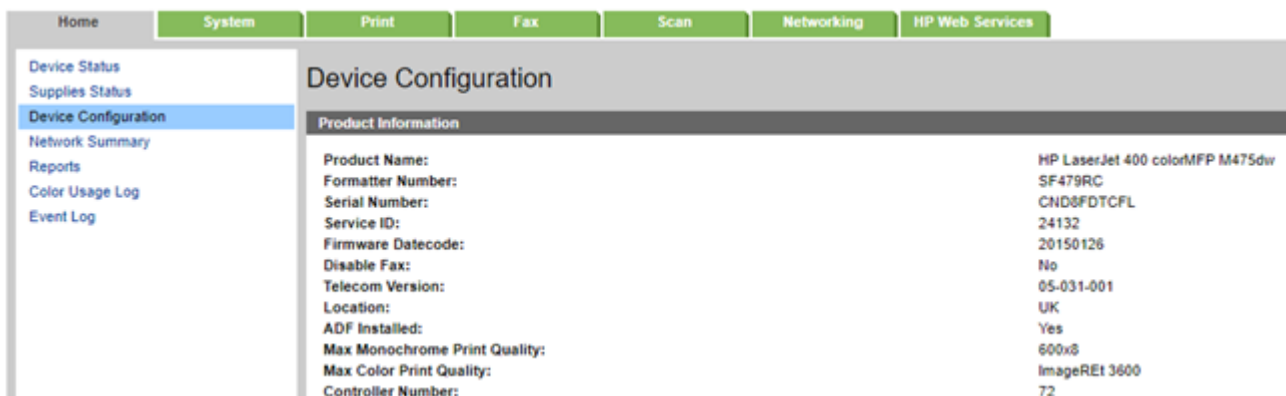 Home System Print Fax Scan Networking HP Web Services
Device Status
Supplies Status
Device Configuration
Network Summary
Reports
Color Usage Log
Event Log
Device Configuration
Product Information
Product Name: HP LaserJet 400 colorMFP M475dw
Formatter Number: SF479RC
Serial Number: CND8FDTCFL
Service ID: 24132
Firmware Datecode: 20150126
Disable Fax: No
Telecom Version: 05-031-001
Location: UK
ADF Installed: Yes
Max Monochrome Print Quality: 600x8
Max Color Print Quality: ImageREt 3600
Controller Number: 72